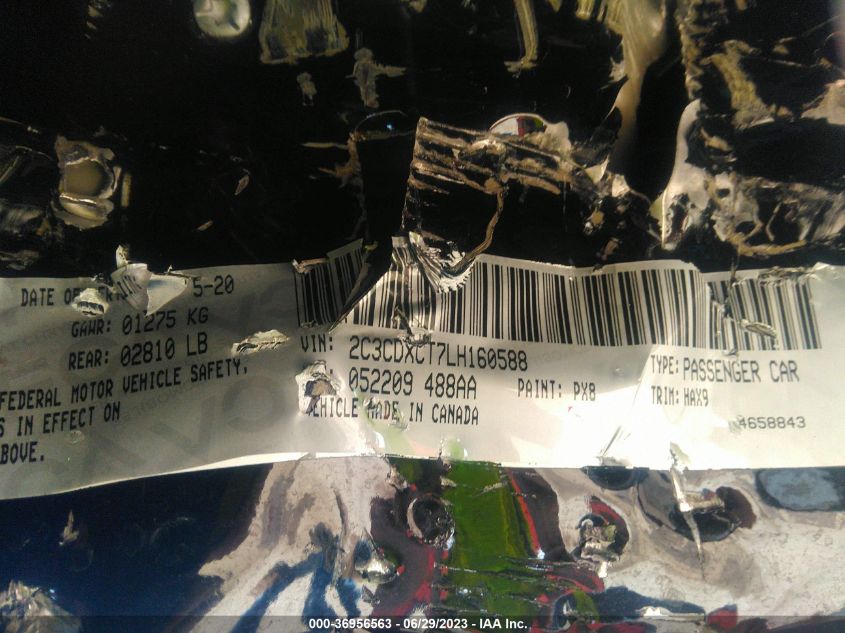 DATE OF 5-20
GAWR: 01275 KG
REAR: 02810 LB
FEDERAL MOTOR VEHICLE SAFETY,
S IN EFFECT ON
BOVE.
VIN: 2C3CDXCT7LH160588
TYPE: PASSENGER CAR
052209 488AA PAINT: PX8
TRIM: HAX9
VEHICLE MADE IN CANADA
4658843
000-36956563 / 06/29/2023 / IAA Inc.